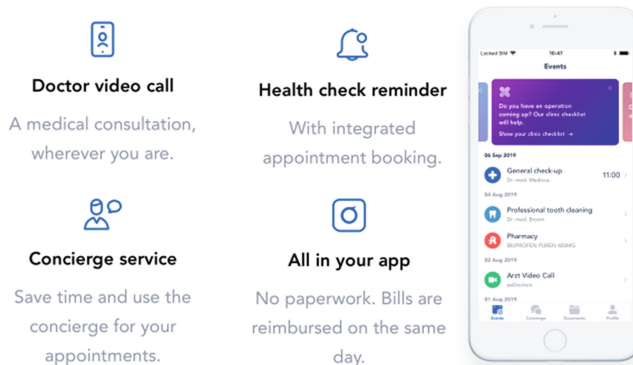 Doctor video call
A medical consultation,
wherever you are.
Health check reminder
With integrated
appointment booking.
Concierge service
Save time and use the
concierge for your
appointments.
All in your app
No paperwork. Bills are
reimbursed on the same
day.
Locked SIM
10:47
Events
Do you have an operation
coming up? Our clinic checklist
will help.
Show your clinic checklist →
06 Sep 2019
General check-up
11:00
Dr. med. Medicus
04 Aug 2019
Professional tooth cleaning
Dr. med. Brown
Pharmacy
IBUPROFEN PUREN 600MG
02 Aug 2019
Arzt Video Call
eeDoctors
01 Aug 2019
Events
Concierge
Documents
Profile